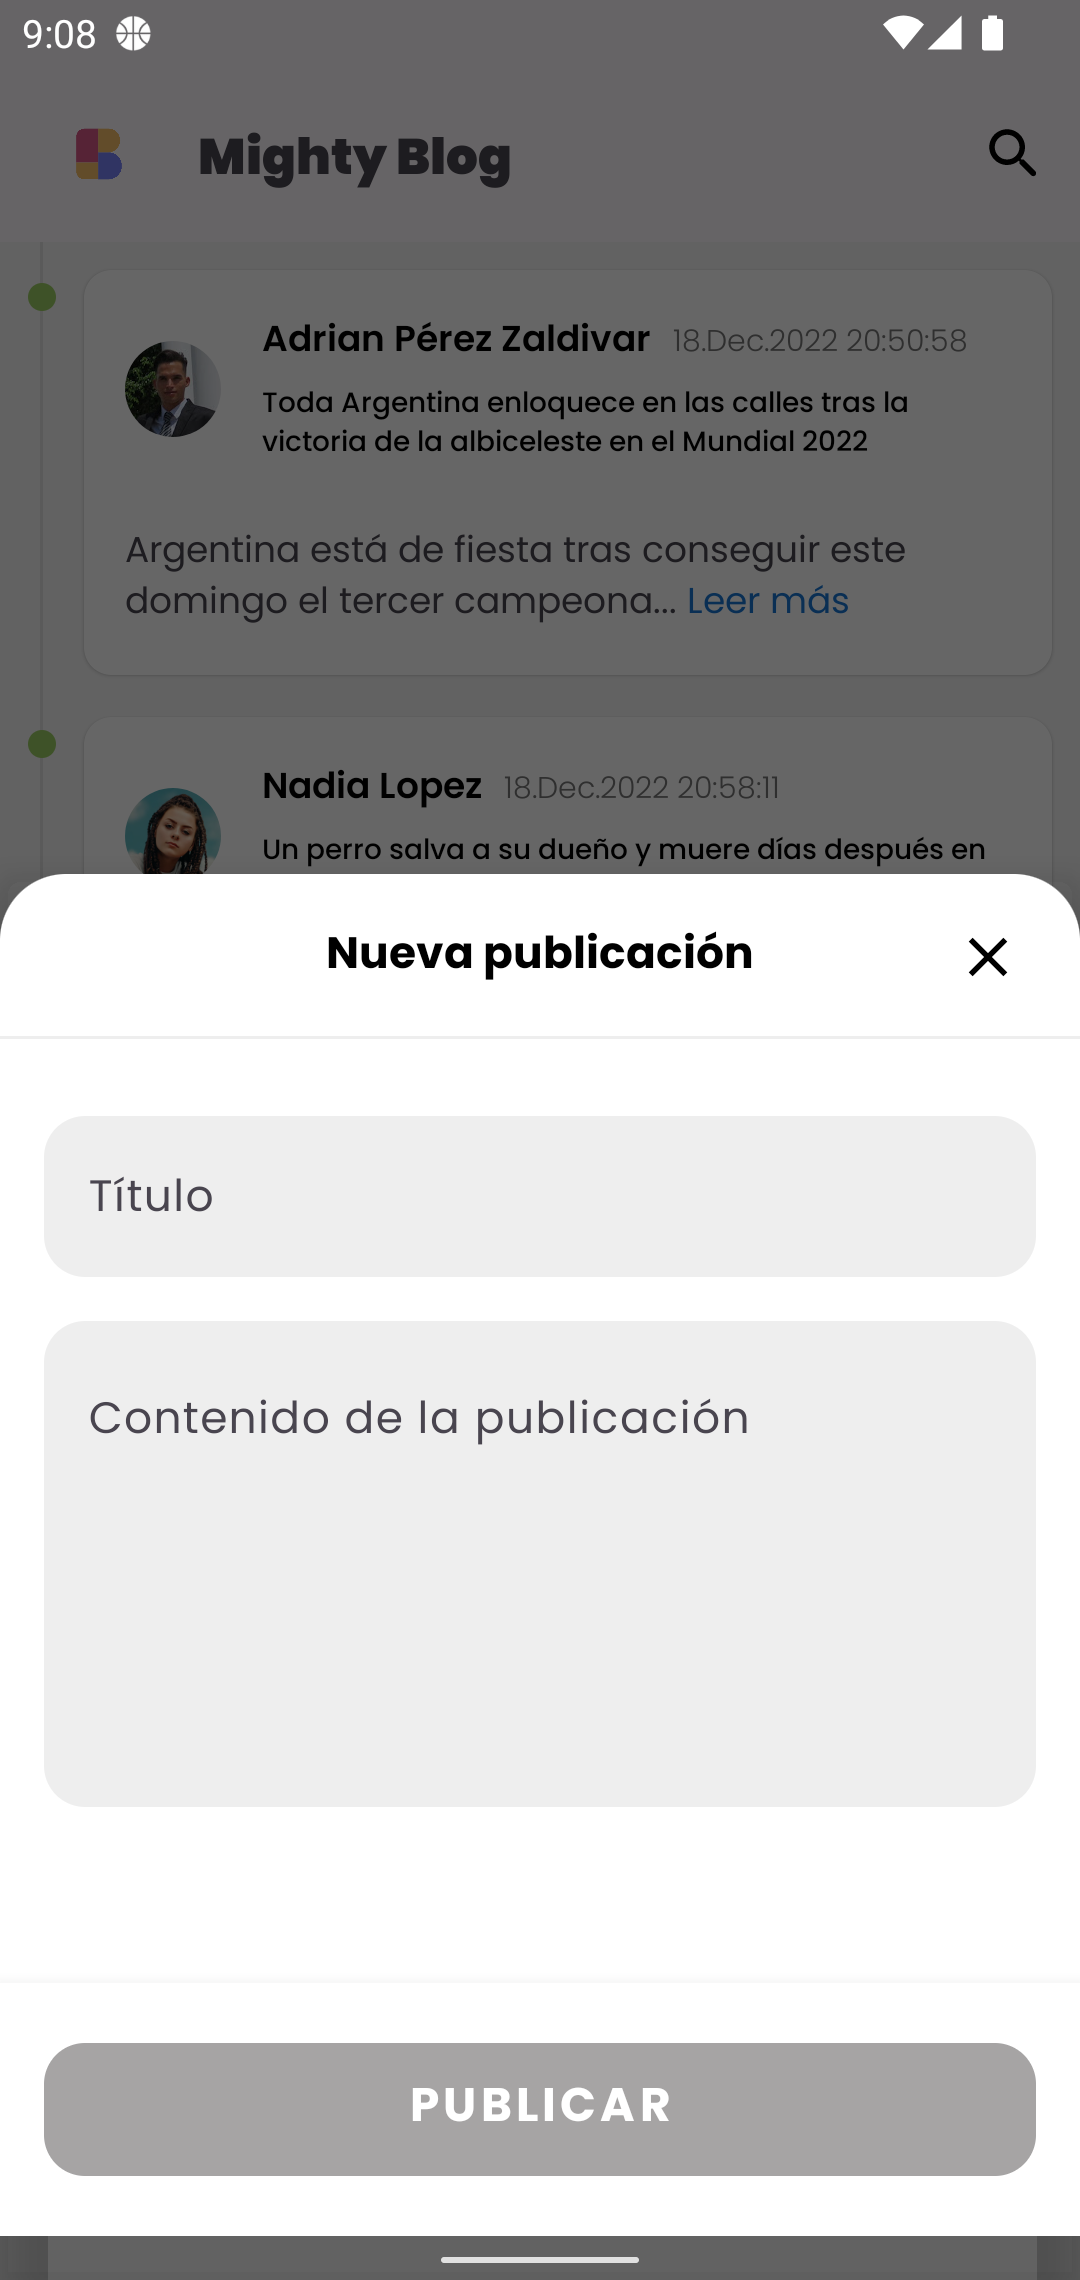 9:08
Mighty Blog
Adrian Pérez Zaldivar 18.Dec.2022 20:50:58
Toda Argentina enloquece en las calles tras la
victoria de la albiceleste en el Mundial 2022
Argentina está de fiesta tras conseguir este
domingo el tercer campeona... Leer más
Nadia Lopez 18.Dec.2022 20:58:11
Un perro salva a su dueño y muere días después en
Nueva publicación
Título
Contenido de la publicación
PUBLICAR